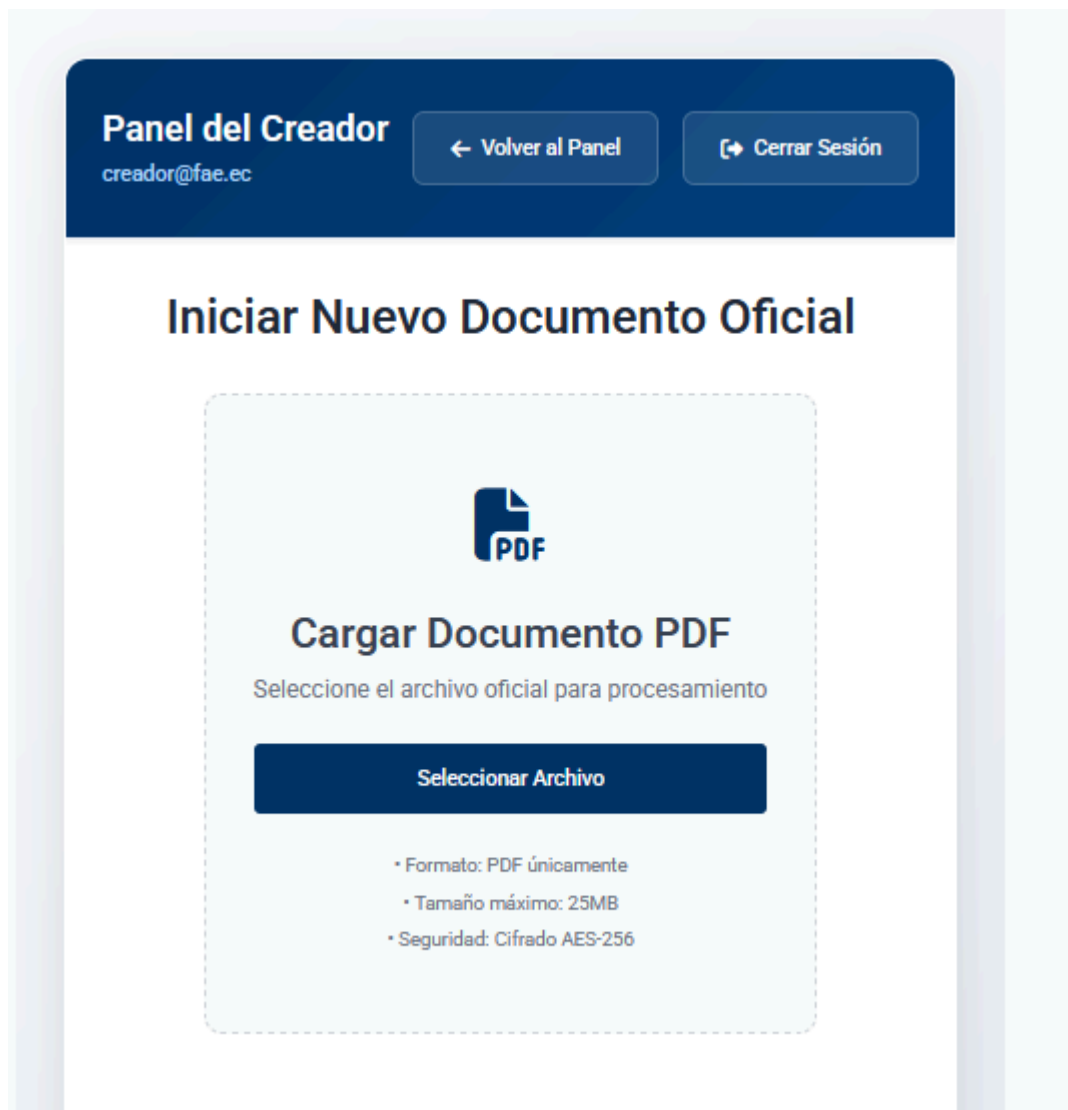 Panel del Creador
creador@fae.ec
← Volver al Panel
Cerrar Sesión
Iniciar Nuevo Documento Oficial
PDF
Cargar Documento PDF
Seleccione el archivo oficial para procesamiento
Seleccionar Archivo
• Formato: PDF únicamente
• Tamaño máximo: 25MB
• Seguridad: Cifrado AES-256